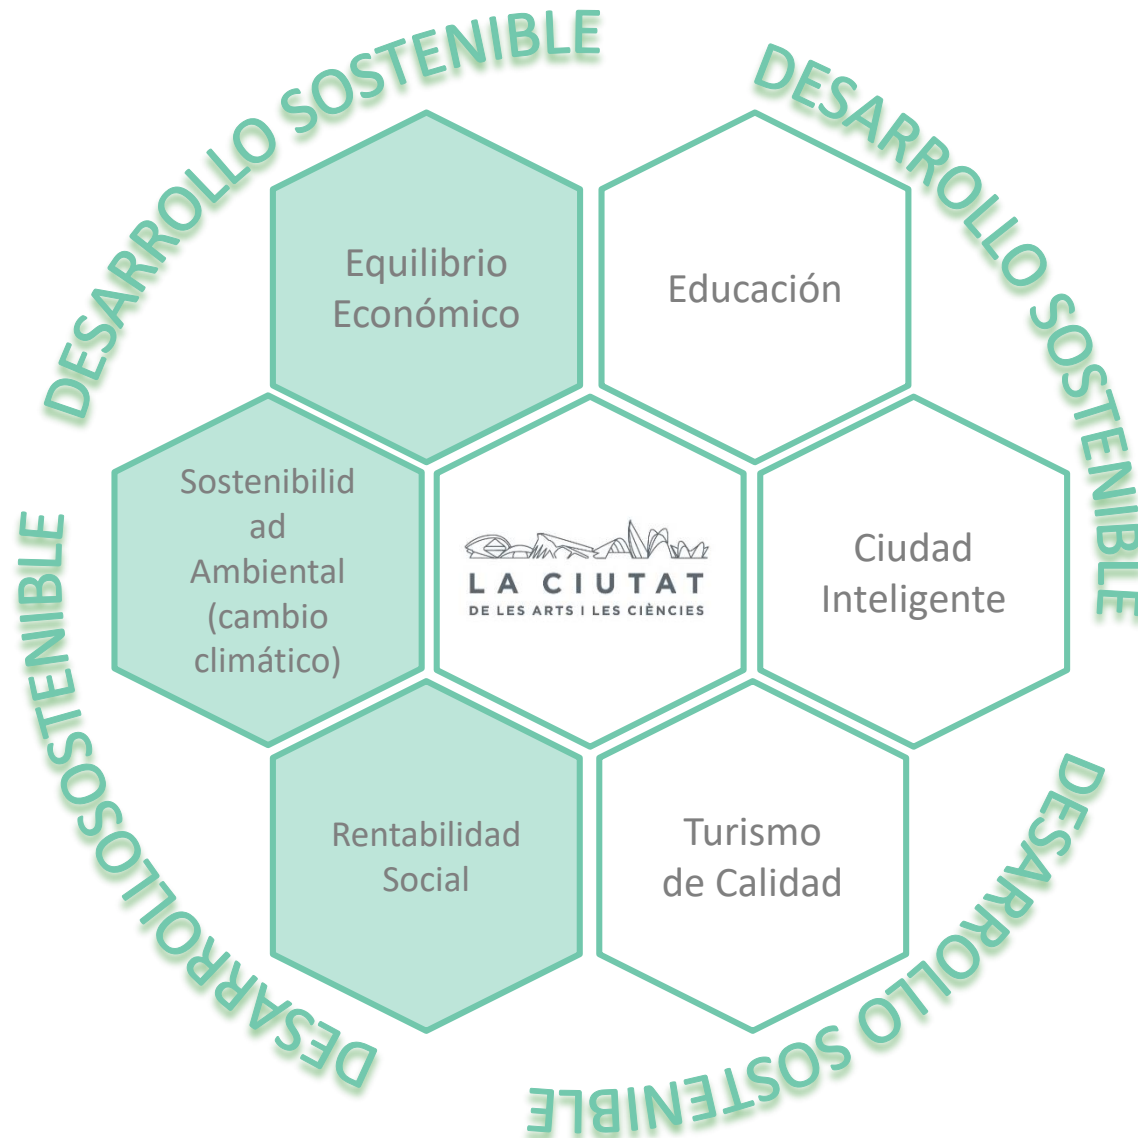 DESARROLLO SOSTENIBLE
DESARROLLO SOSTENIBLE
Equilibrio
Económico
Educación
Sostenibilid
ad
Ambiental
(cambio
climático)
LA CIUTAT
DE LES ARTS I LES CIÈNCIES
Ciudad
Inteligente
Rentabilidad
Social
Turismo
de Calidad
DESARROLLOSOSTENIBLE
DESARROLLO SOSTENIBLE